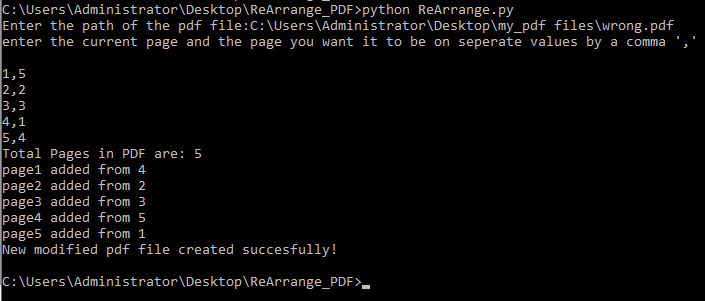 C:\Users\Administrator\Desktop\ReArrange_PDF>python ReArrange.py
Enter the path of the pdf file:C:\Users\Administrator\Desktop\my_pdf files\wrong.pdf
enter the current page and the page you want it to be on seperate values by a comma ','
1,5
2,2
3,3
4,1
5,4
Total Pages in PDF are: 5
page1 added from 4
page2 added from 2
page3 added from 3
page4 added from 5
page5 added from 1
New modified pdf file created succesfully!
C:\Users\Administrator\Desktop\ReArrange_PDF>_